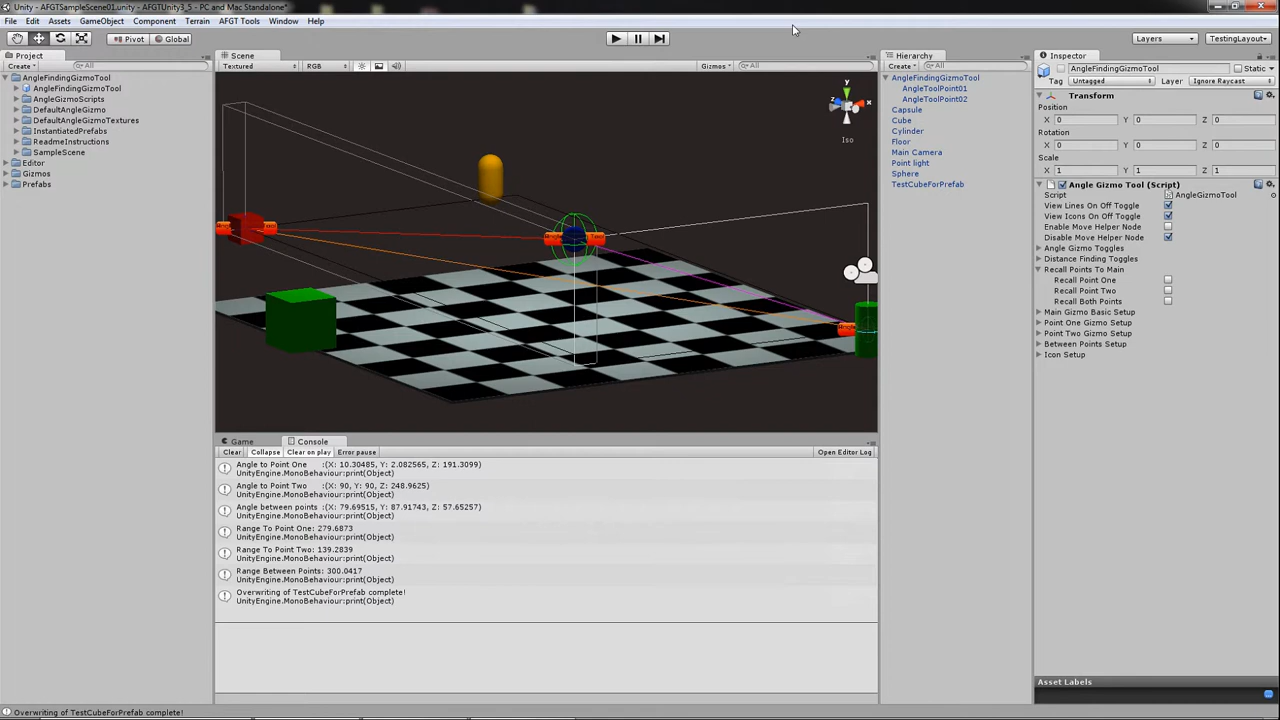 Unity - AFGTSampleScene01.unity - AFGTUnity3_5 - PC and Mac Standalone*
File Edit Assets GameObject Component Terrain AFGT Tools Window Help
Pivot Global Layers TestingLayout
Project
Create All
AngleFindingGizmoTool
AngleFindingGizmoTool
AngleGizmoScripts
DefaultAngleGizmo
DefaultAngleGizmoTextures
InstantiatedPrefabs
ReadmeInstructions
SampleScene
Editor
Gizmos
Prefabs
Scene
Textured RGB Gizmos All
y
z x
Iso
Game Console
Clear Collapse Clear on play Error pause Open Editor Log
Angle to Point One :(X: 10.30485, Y: 2.082565, Z: 191.3099)
UnityEngine.MonoBehaviour:print(Object)
Angle to Point Two :(X: 90, Y: 90, Z: 248.9625)
UnityEngine.MonoBehaviour:print(Object)
Angle between points :(X: 79.69515, Y: 87.91743, Z: 57.65257)
UnityEngine.MonoBehaviour:print(Object)
Range To Point One: 279.6873
UnityEngine.MonoBehaviour:print(Object)
Range To Point Two: 139.2839
UnityEngine.MonoBehaviour:print(Object)
Range Between Points: 300.0417
UnityEngine.MonoBehaviour:print(Object)
Overwriting of TestCubeForPrefab complete!
UnityEngine.MonoBehaviour:print(Object)
Hierarchy
Create All
AngleFindingGizmoTool
AngleToolPoint01
AngleToolPoint02
Capsule
Cube
Cylinder
Floor
Main Camera
Point light
Sphere
TestCubeForPrefab
Inspector
AngleFindingGizmoTool Static
Tag Untagged Layer Ignore Raycast
Transform
Position
X 0 Y 0 Z 0
Rotation
X 0 Y 0 Z 0
Scale
X 1 Y 1 Z 1
Angle Gizmo Tool (Script)
Script AngleGizmoTool
View Lines On Off Toggle
View Icons On Off Toggle
Enable Move Helper Node
Disable Move Helper Node
Angle Gizmo Toggles
Distance Finding Toggles
Recall Points To Main
Recall Point One
Recall Point Two
Recall Both Points
Main Gizmo Basic Setup
Point One Gizmo Setup
Point Two Gizmo Setup
Between Points Setup
Icon Setup
Asset Labels
Overwriting of TestCubeForPrefab complete!